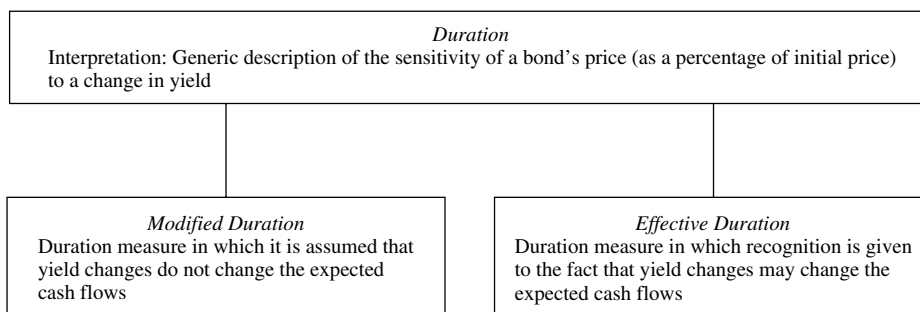 Duration
Interpretation: Generic description of the sensitivity of a bond's price (as a percentage of initial price)
to a change in yield
Modified Duration
Duration measure in which it is assumed that
yield changes do not change the expected
cash flows
Effective Duration
Duration measure in which recognition is given
to the fact that yield changes may change the
expected cash flows